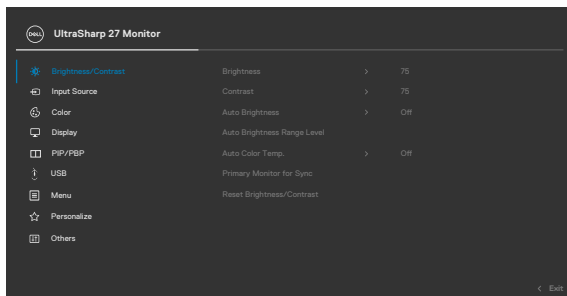 DELL
UltraSharp 27 Monitor
Brightness/Contrast Brightness > 75
Input Source Contrast > 75
Color Auto Brightness > Off
Display Auto Brightness Range Level
PIP/PBP Auto Color Temp. > Off
USB Primary Monitor for Sync
Menu Reset Brightness/Contrast
Personalize
Others
< Exit